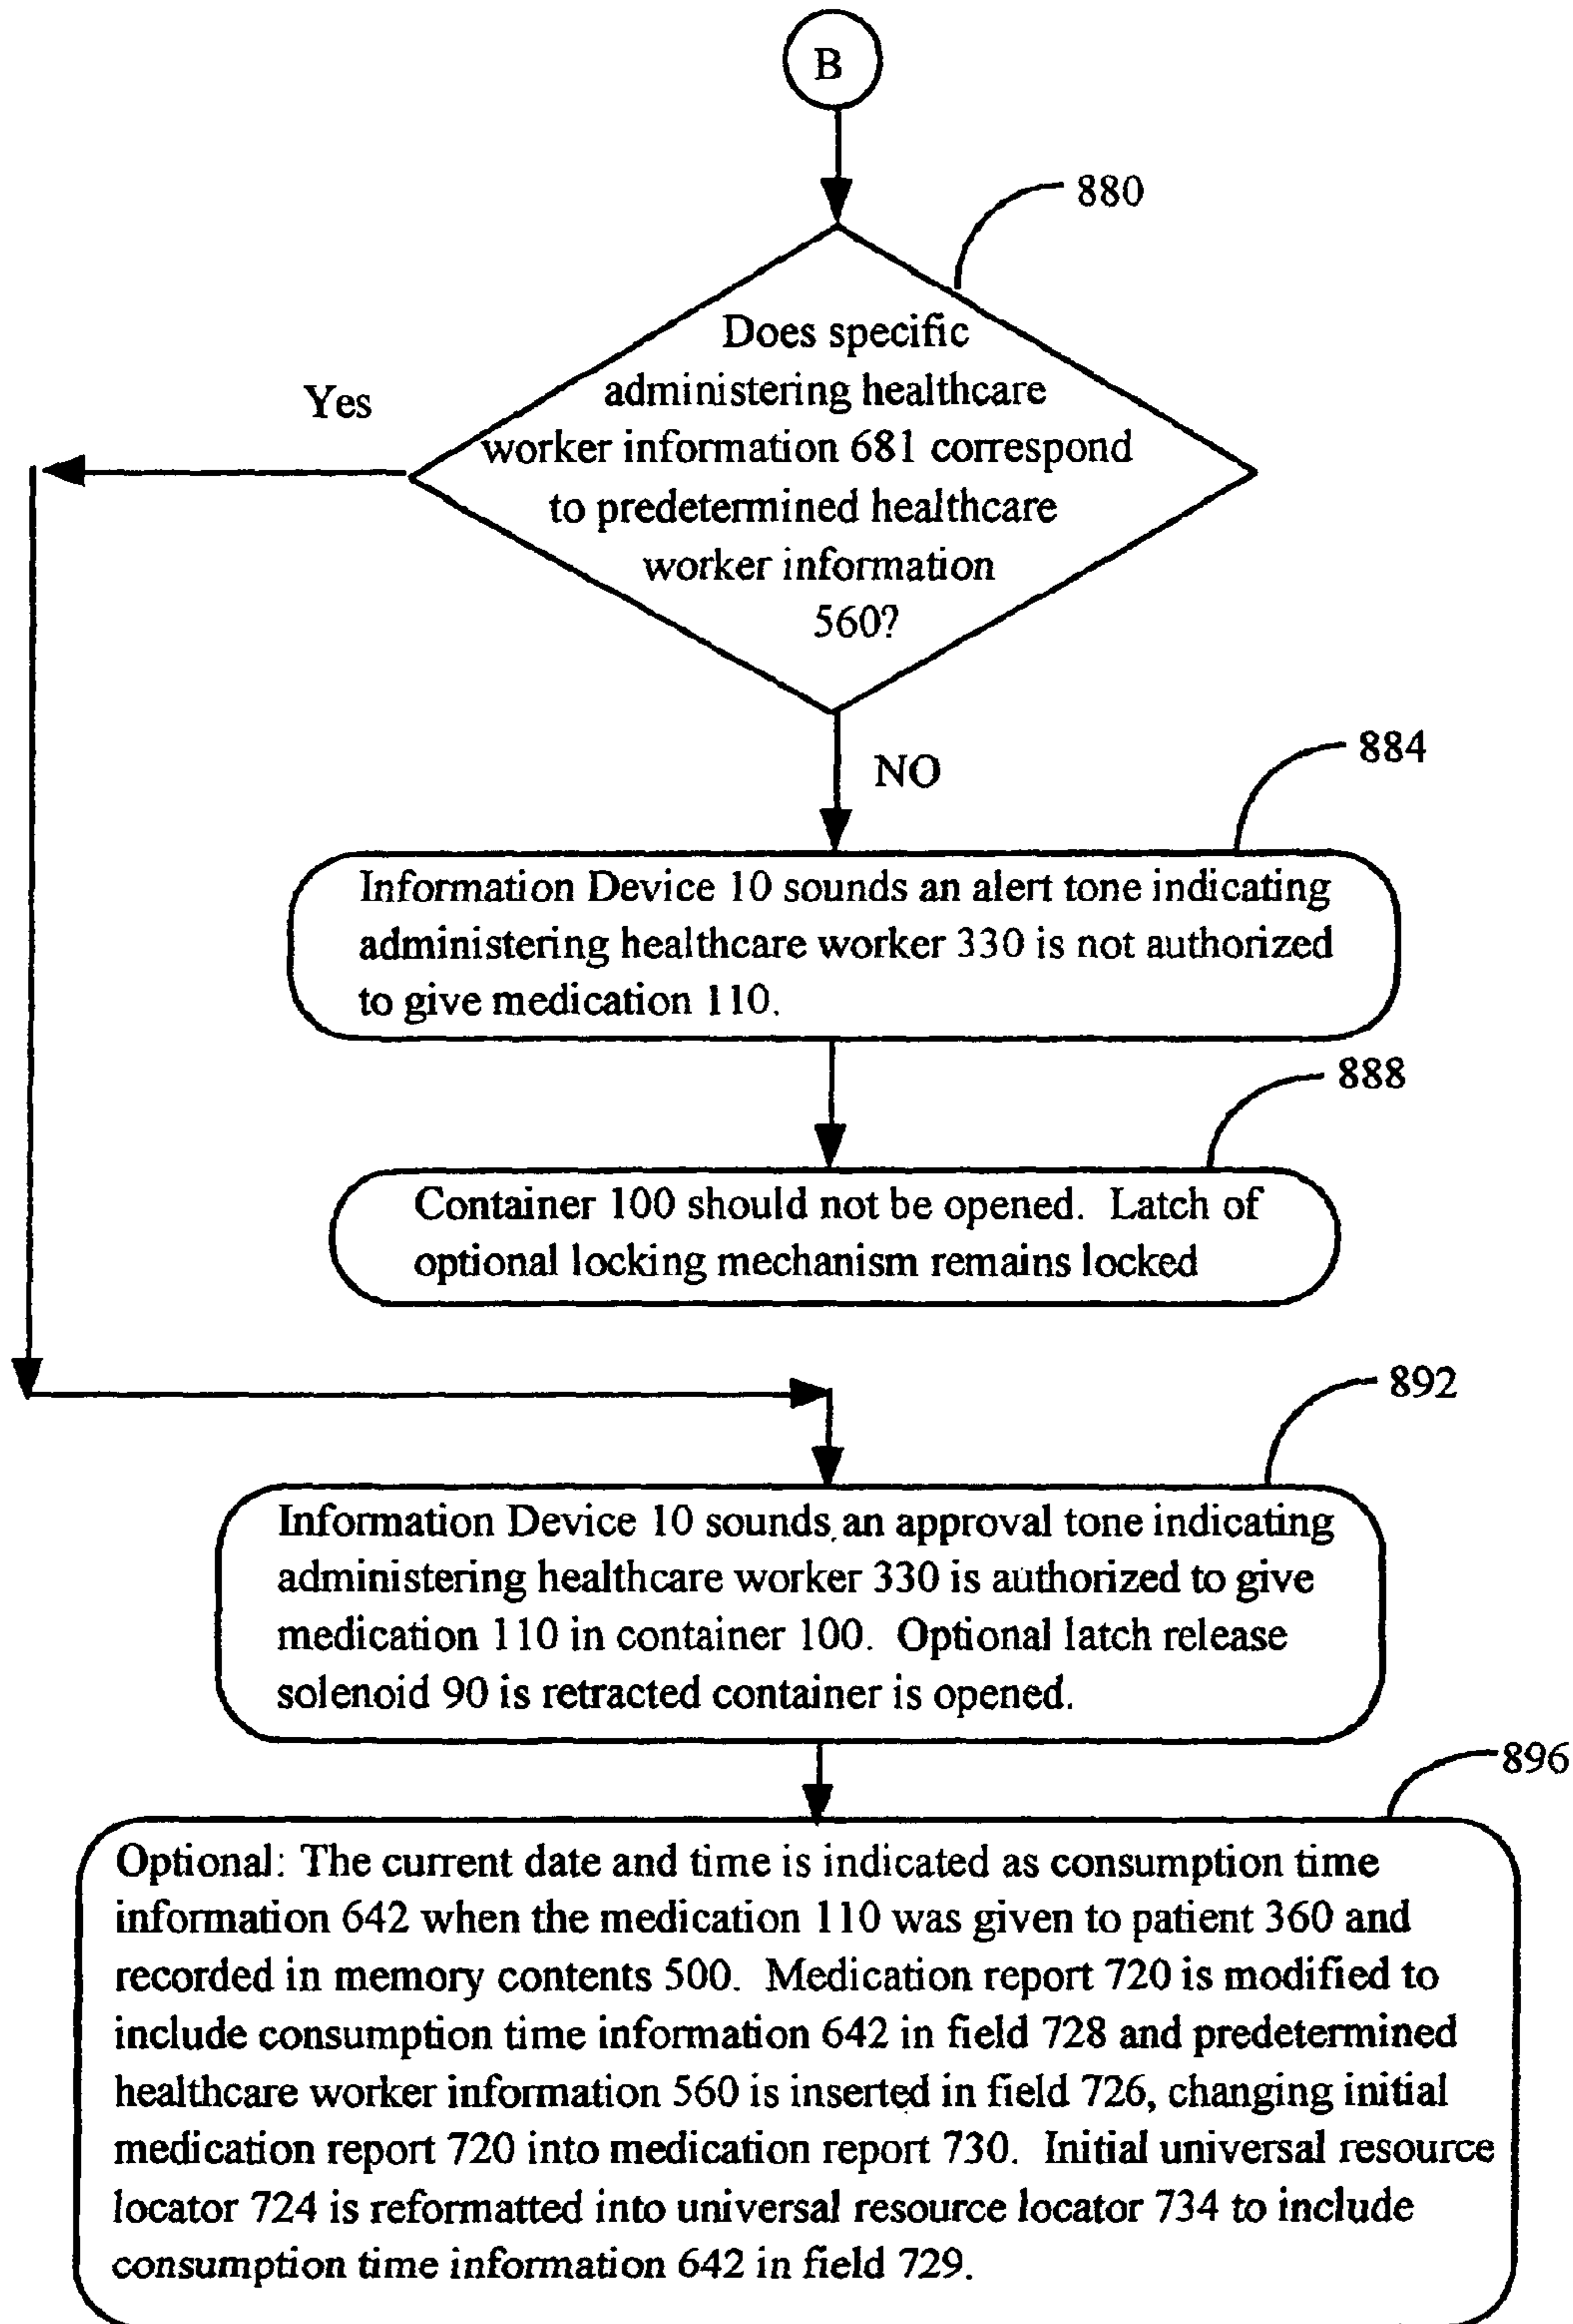 B
880
Does specific
administering healthcare
Yes
worker information 681 correspond
to predetermined healthcare
worker information
560?
NO
884
Information Device 10 sounds an alert tone indicating
administering healthcare worker 330 is not authorized
to give medication 110.
888
Container 100 should not be opened. Latch of
optional locking mechanism remains locked
892
Information Device 10 sounds an approval tone indicating
administering healthcare worker 330 is authorized to give
medication 110 in container 100. Optional latch release
solenoid 90 is retracted container is opened.
896
Optional: The current date and time is indicated as consumption time
information 642 when the medication 110 was given to patient 360 and
recorded in memory contents 500. Medication report 720 is modified to
include consumption time information 642 in field 728 and predetermined
healthcare worker information 560 is inserted in field 726, changing initial
medication report 720 into medication report 730. Initial universal resource
locator 724 is reformatted into universal resource locator 734 to include
consumption time information 642 in field 729.